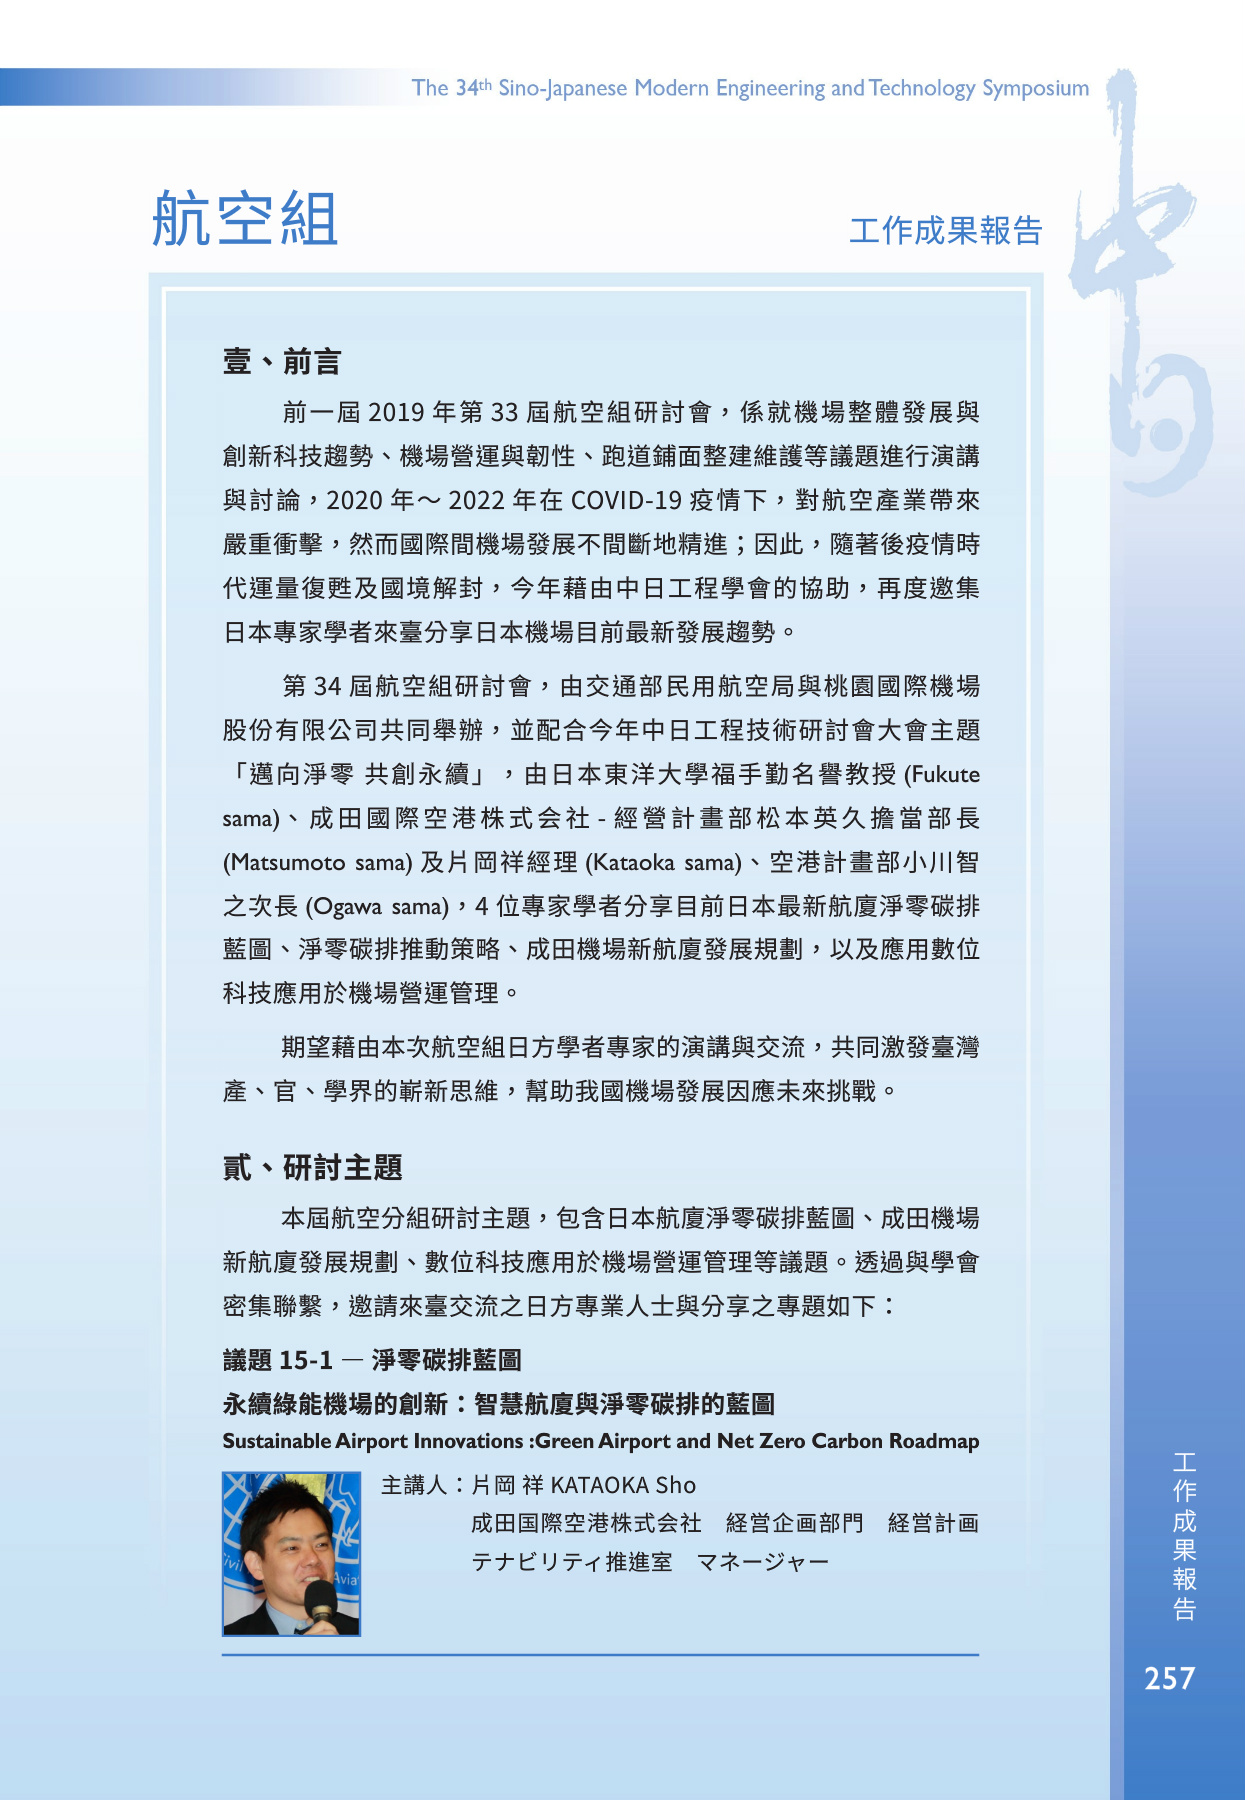 The 34th Sino-Japanese Modern Engineering and Technology Symposium
航空組
工作成果報告
壹、前言
前一屆 2019 年第 33 屆航空組研討會，係就機場整體發展與
創新科技趨勢、機場營運與韌性、跑道鋪面整建維護等議題進行演講
與討論，2020 年～ 2022 年在 COVID-19 疫情下，對航空產業帶來
嚴重衝擊，然而國際間機場發展不間斷地精進；因此，隨著後疫情時
代運量復甦及國境解封，今年藉由中日工程學會的協助，再度邀集
日本專家學者來臺分享日本機場目前最新發展趨勢。
第 34 屆航空組研討會，由交通部民用航空局與桃園國際機場
股份有限公司共同舉辦，並配合今年中日工程技術研討會大會主題
「邁向淨零 共創永續」，由日本東洋大學福手勤名譽教授 (Fukute
sama)、成田國際空港株式会社 - 經營計畫部松本英久擔當部長
(Matsumoto sama) 及片岡祥經理 (Kataoka sama)、空港計畫部小川智
之次長 (Ogawa sama)，4 位專家學者分享目前日本最新航廈淨零碳排
藍圖、淨零碳排推動策略、成田機場新航廈發展規劃，以及應用數位
科技應用於機場營運管理。
期望藉由本次航空組日方學者專家的演講與交流，共同激發臺灣
產、官、學界的嶄新思維，幫助我國機場發展因應未來挑戰。
貳、研討主題
本屆航空分組研討主題，包含日本航廈淨零碳排藍圖、成田機場
新航廈發展規劃、數位科技應用於機場營運管理等議題。透過與學會
密集聯繫，邀請來臺交流之日方專業人士與分享之專題如下：
議題 15-1 — 淨零碳排藍圖
永續綠能機場的創新：智慧航廈與淨零碳排的藍圖
Sustainable Airport Innovations :Green Airport and Net Zero Carbon Roadmap
主講人：片岡 祥 KATAOKA Sho
成田国際空港株式会社　経営企画部門　経営計画
テナビリティ推進室　マネージャー
ivil
Avia
工作成果報告
257